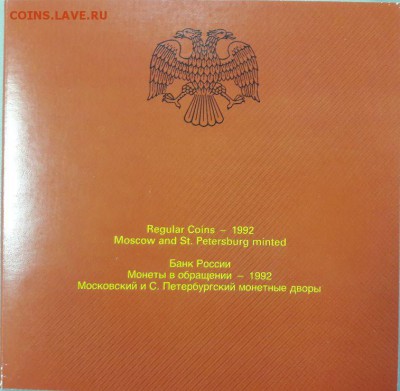 COINS.LAVE.RU
Regular Coins – 1992
Moscow and St. Petersburg minted
Банк России
Монеты в обращении – 1992
Московский и С. Петербургский монетные дворы